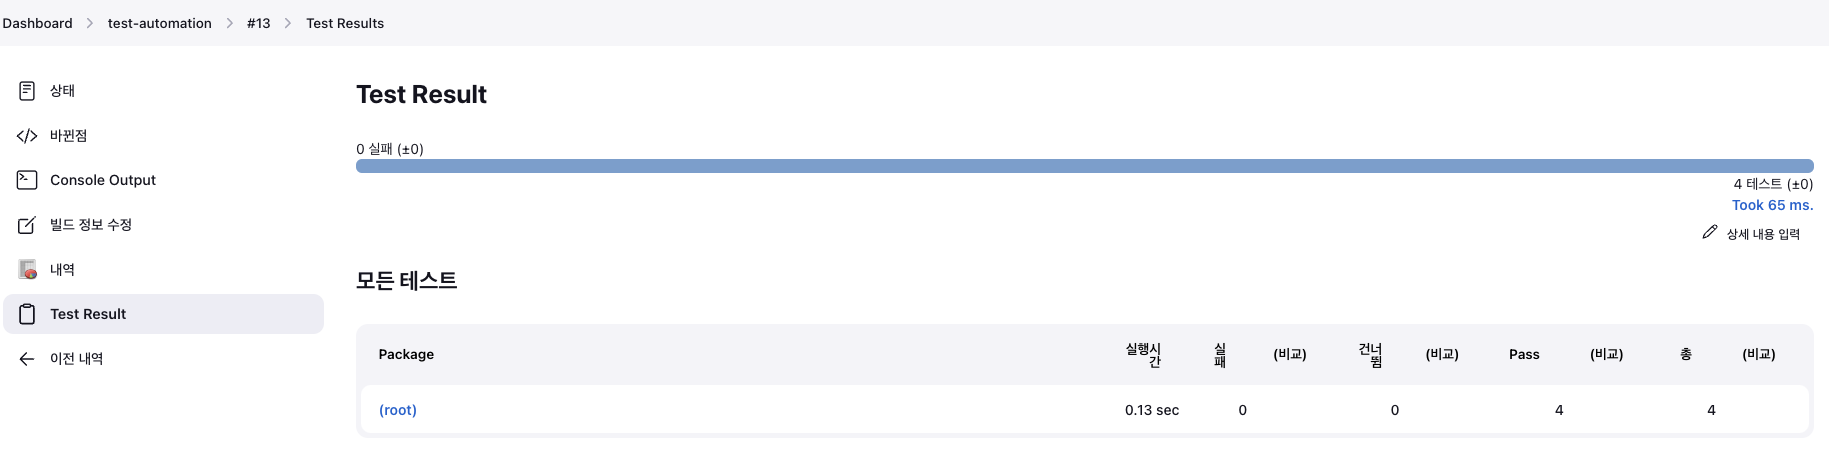 Dashboard > test-automation > #13 > Test Results
상태
바뀐점
Console Output
빌드 정보 수정
내역
Test Result
이전 내역
Test Result
0 실패 (±0)
4 테스트 (±0)
Took 65 ms.
상세 내용 입력
모든 테스트
Package 실행시간 실패 (비교) 건너뜀 (비교) Pass (비교) 총 (비교)
(root) 0.13 sec 0 0 4 4